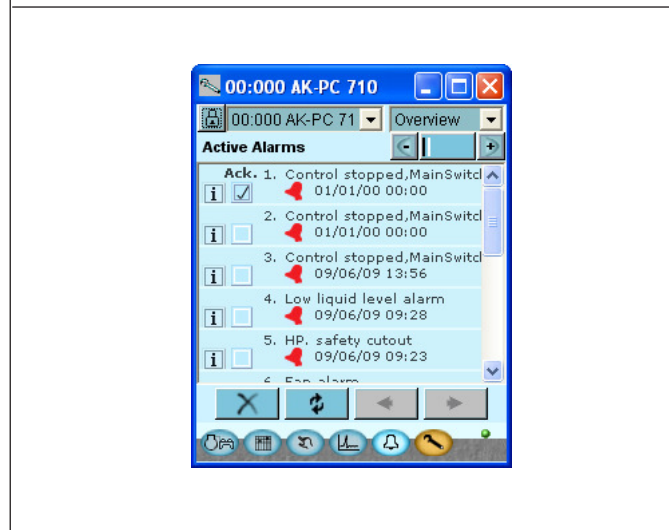 00:000 AK-PC 710
00:000 AK-PC 71 Overview
Active Alarms
Ack. 1. Control stopped,MainSwitcl
01/01/00 00:00
2. Control stopped,MainSwitcl
01/01/00 00:00
3. Control stopped,MainSwitcl
09/06/09 13:56
4. Low liquid level alarm
09/06/09 09:28
5. HP. safety cutout
09/06/09 09:23
6. Fan alarm